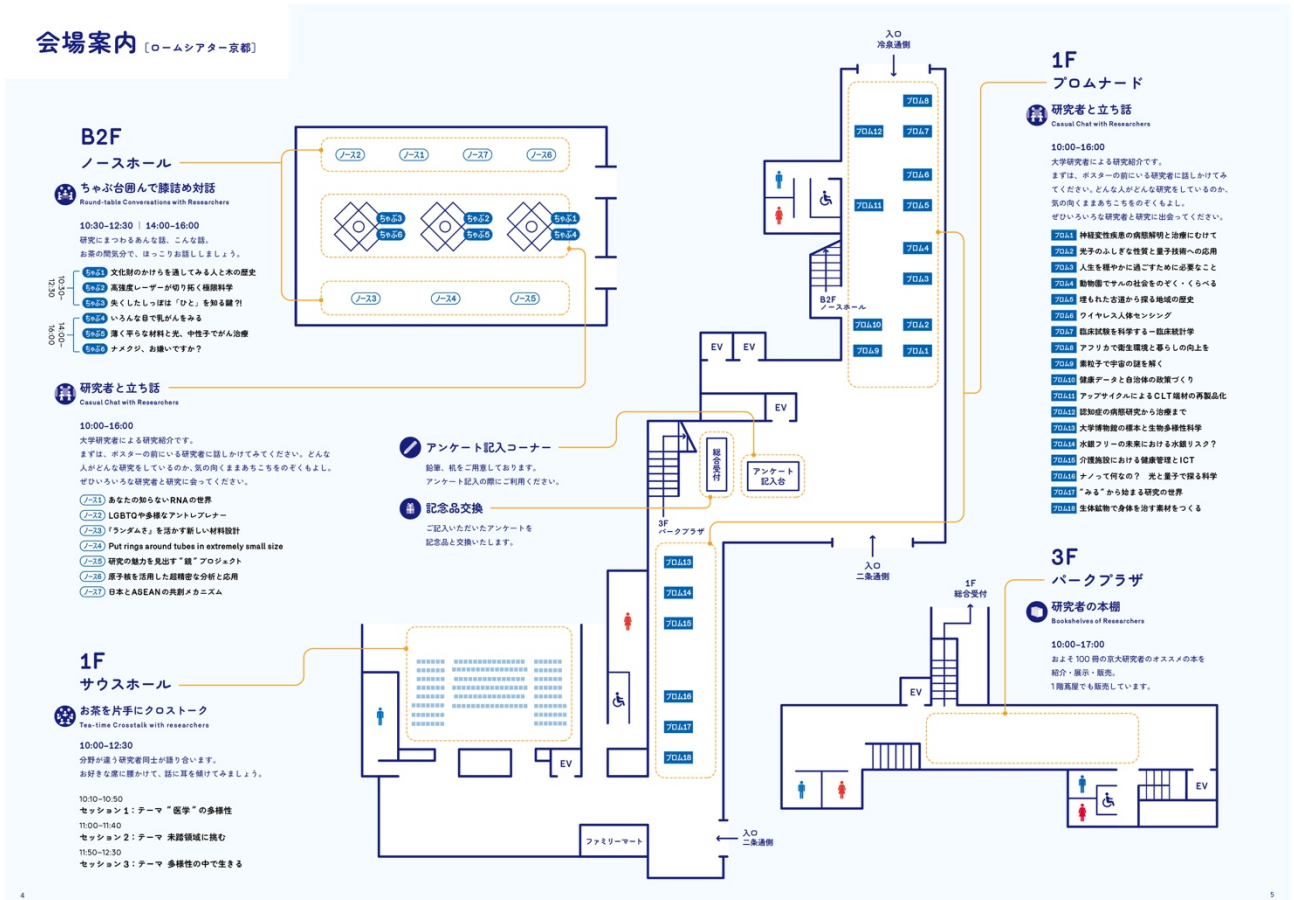 会場案内 [ロームシアター京都]
B2F
ノースホール
ちゃぶ台囲んで膝詰め対話
Round-table Conversations with Researchers
10:30–12:30 | 14:00–16:00
研究にまつわるあんな話、こんな話。
お茶の間気分で、ほっこりお話ししましょう。
10:30–12:30
ちゃぶ1 文化財のかけらを通してみる人と木の歴史
ちゃぶ2 高強度レーザーが切り拓く極限科学
ちゃぶ3 失くしたしっぽは「ひと」を知る鍵?!
14:00–16:00
ちゃぶ4 いろんな目で乳がんをみる
ちゃぶ5 薄く平らな材料と光、中性子でがん治療
ちゃぶ6 ナメクジ、お嫌いですか?
研究者と立ち話
Casual Chat with Researchers
10:00–16:00
大学研究者による研究紹介です。
まずは、ポスターの前にいる研究者に話しかけてみてください。どんな
人がどんな研究をしているのか、気の向くままあちこちをのぞくもよし。
ぜひいろいろな研究者と研究に出会ってください。
ノース1 あなたの知らないRNAの世界
ノース2 LGBTQや多様なアントレプレナー
ノース3 「ランダムさ」を活かす新しい材料設計
ノース4 Put rings around tubes in extremely small size
ノース5 研究の魅力を見出す“鏡”プロジェクト
ノース6 原子核を活用した超精密な分析と応用
ノース7 日本とASEANの共創メカニズム
1F
サウスホール
お茶を片手にクロストーク
Tea-time Crosstalk with researchers
10:00–12:30
分野が違う研究者同士が語り合います。
お好きな席に腰かけて、話に耳を傾けてみましょう。
10:10–10:50
セッション1:テーマ “医学”の多様性
11:00–11:40
セッション2:テーマ 未踏領域に挑む
11:50–12:30
セッション3:テーマ 多様性の中で生きる
4
ノース2 ノース1 ノース7 ノース6
ちゃぶ3 ちゃぶ2 ちゃぶ1
ちゃぶ6 ちゃぶ5 ちゃぶ4
ノース3 ノース4 ノース5
アンケート記入コーナー
鉛筆、机をご用意しております。
アンケート記入の際にご利用ください。
記念品交換
ご記入いただいたアンケートを
記念品と交換いたします。
入口
冷泉通側
プロム8
プロム12 プロム7
プロム6
プロム11 プロム5
プロム4
プロム3
B2F
ノースホール
プロム10 プロム2
プロム9 プロム1
EV EV
EV
総合受付
アンケート
記入台
3F
パークプラザ
入口
二条通側
プロム13
プロム14
プロム15
プロム16
プロム17
プロム18
EV
ファミリーマート
入口
二条通側
1F
プロムナード
研究者と立ち話
Casual Chat with Researchers
10:00–16:00
大学研究者による研究紹介です。
まずは、ポスターの前にいる研究者に話しかけてみ
てください。どんな人がどんな研究をしているのか、
気の向くままあちこちをのぞくもよし。
ぜひいろいろな研究者と研究に出会ってください。
プロム1 神経変性疾患の病態解明と治療にむけて
プロム2 光子のふしぎな性質と量子技術への応用
プロム3 人生を穏やかに過ごすために必要なこと
プロム4 動物園でサルの社会をのぞく・くらべる
プロム5 埋もれた古道から探る地域の歴史
プロム6 ワイヤレス人体センシング
プロム7 臨床試験を科学する―臨床統計学
プロム8 アフリカで衛生環境と暮らしの向上を
プロム9 素粒子で宇宙の謎を解く
プロム10 健康データと自治体の政策づくり
プロム11 アップサイクルによるCLT端材の再製品化
プロム12 認知症の病態研究から治療まで
プロム13 大学博物館の標本と生物多様性科学
プロム14 水銀フリーの未来における水銀リスク?
プロム15 介護施設における健康管理とICT
プロム16 ナノって何なの? 光と量子で探る科学
プロム17 “みる”から始まる研究の世界
プロム18 生体鉱物で身体を治す素材をつくる
3F
パークプラザ
研究者の本棚
Bookshelves of Researchers
10:00–17:00
およそ100冊の京大研究者のオススメの本を
紹介・展示・販売。
1階蔦屋でも販売しています。
1F
総合受付
EV
EV
5